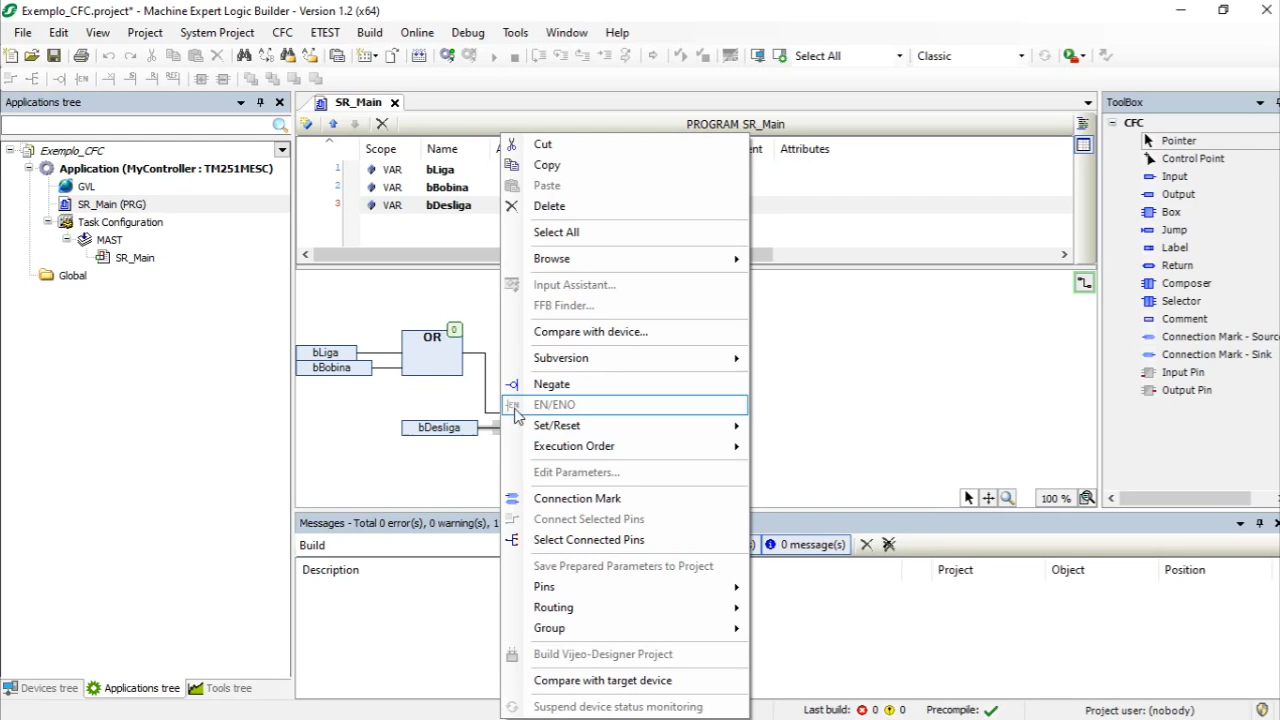 Exemplo_CFC.project* - Machine Expert Logic Builder - Version 1.2 (x64)
File Edit View Project System Project CFC ETEST Build Online Debug Tools Window Help
Select All Classic
Applications tree
SR_Main
ToolBox
PROGRAM SR_Main
CFC
Exemplo_CFC
Application (MyController : TM251MESC)
GVL
SR_Main (PRG)
Task Configuration
MAST
SR_Main
Global
Scope Name
ent Attributes
1 VAR bLiga
2 VAR bBobina
3 VAR bDesliga
Cut
Copy
Paste
Delete
Select All
Browse
Input Assistant...
FFB Finder...
Compare with device...
Subversion
Negate
EN/ENO
Set/Reset
Execution Order
Edit Parameters...
Connection Mark
Connect Selected Pins
Select Connected Pins
Save Prepared Parameters to Project
Pins
Routing
Group
Build Vijeo-Designer Project
Compare with target device
Suspend device status monitoring
OR
0
bLiga
bBobina
bDesliga
Pointer
Control Point
Input
Output
Box
Jump
Label
Return
Composer
Selector
Comment
Connection Mark - Sourc
Connection Mark - Sink
Input Pin
Output Pin
100 %
Messages - Total 0 error(s), 0 warning(s), 1
Build
0 message(s)
Description Project Object Position
Devices tree Applications tree Tools tree
Last build: 0 0 Precompile: Project user: (nobody)